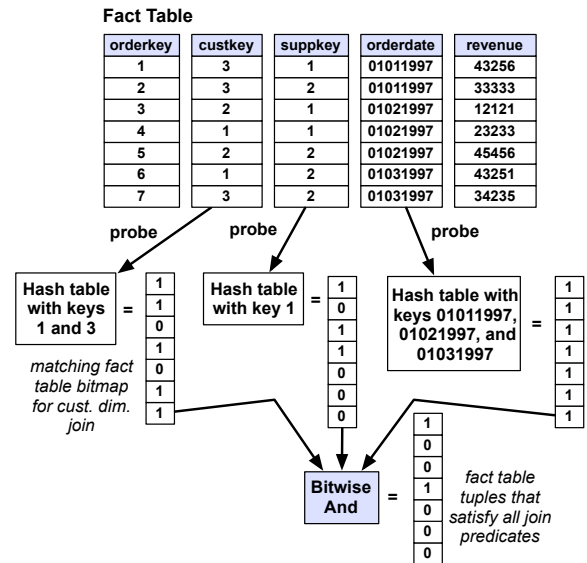 Fact Table
orderkey custkey suppkey orderdate revenue
1 3 1 01011997 43256
2 3 2 01011997 33333
3 2 1 01021997 12121
4 1 1 01021997 23233
5 2 2 01021997 45456
6 1 2 01031997 43251
7 3 2 01031997 34235
probe
probe
probe
Hash table
with keys
1 and 3
=
1
1
0
1
0
1
1
matching fact
table bitmap
for cust. dim.
join
Hash table
with key 1
=
1
0
1
1
0
0
0
Hash table with
keys 01011997,
01021997, and
01031997
=
1
1
1
1
1
1
1
Bitwise
And
=
1
0
0
1
0
0
0
fact table
tuples that
satisfy all join
predicates